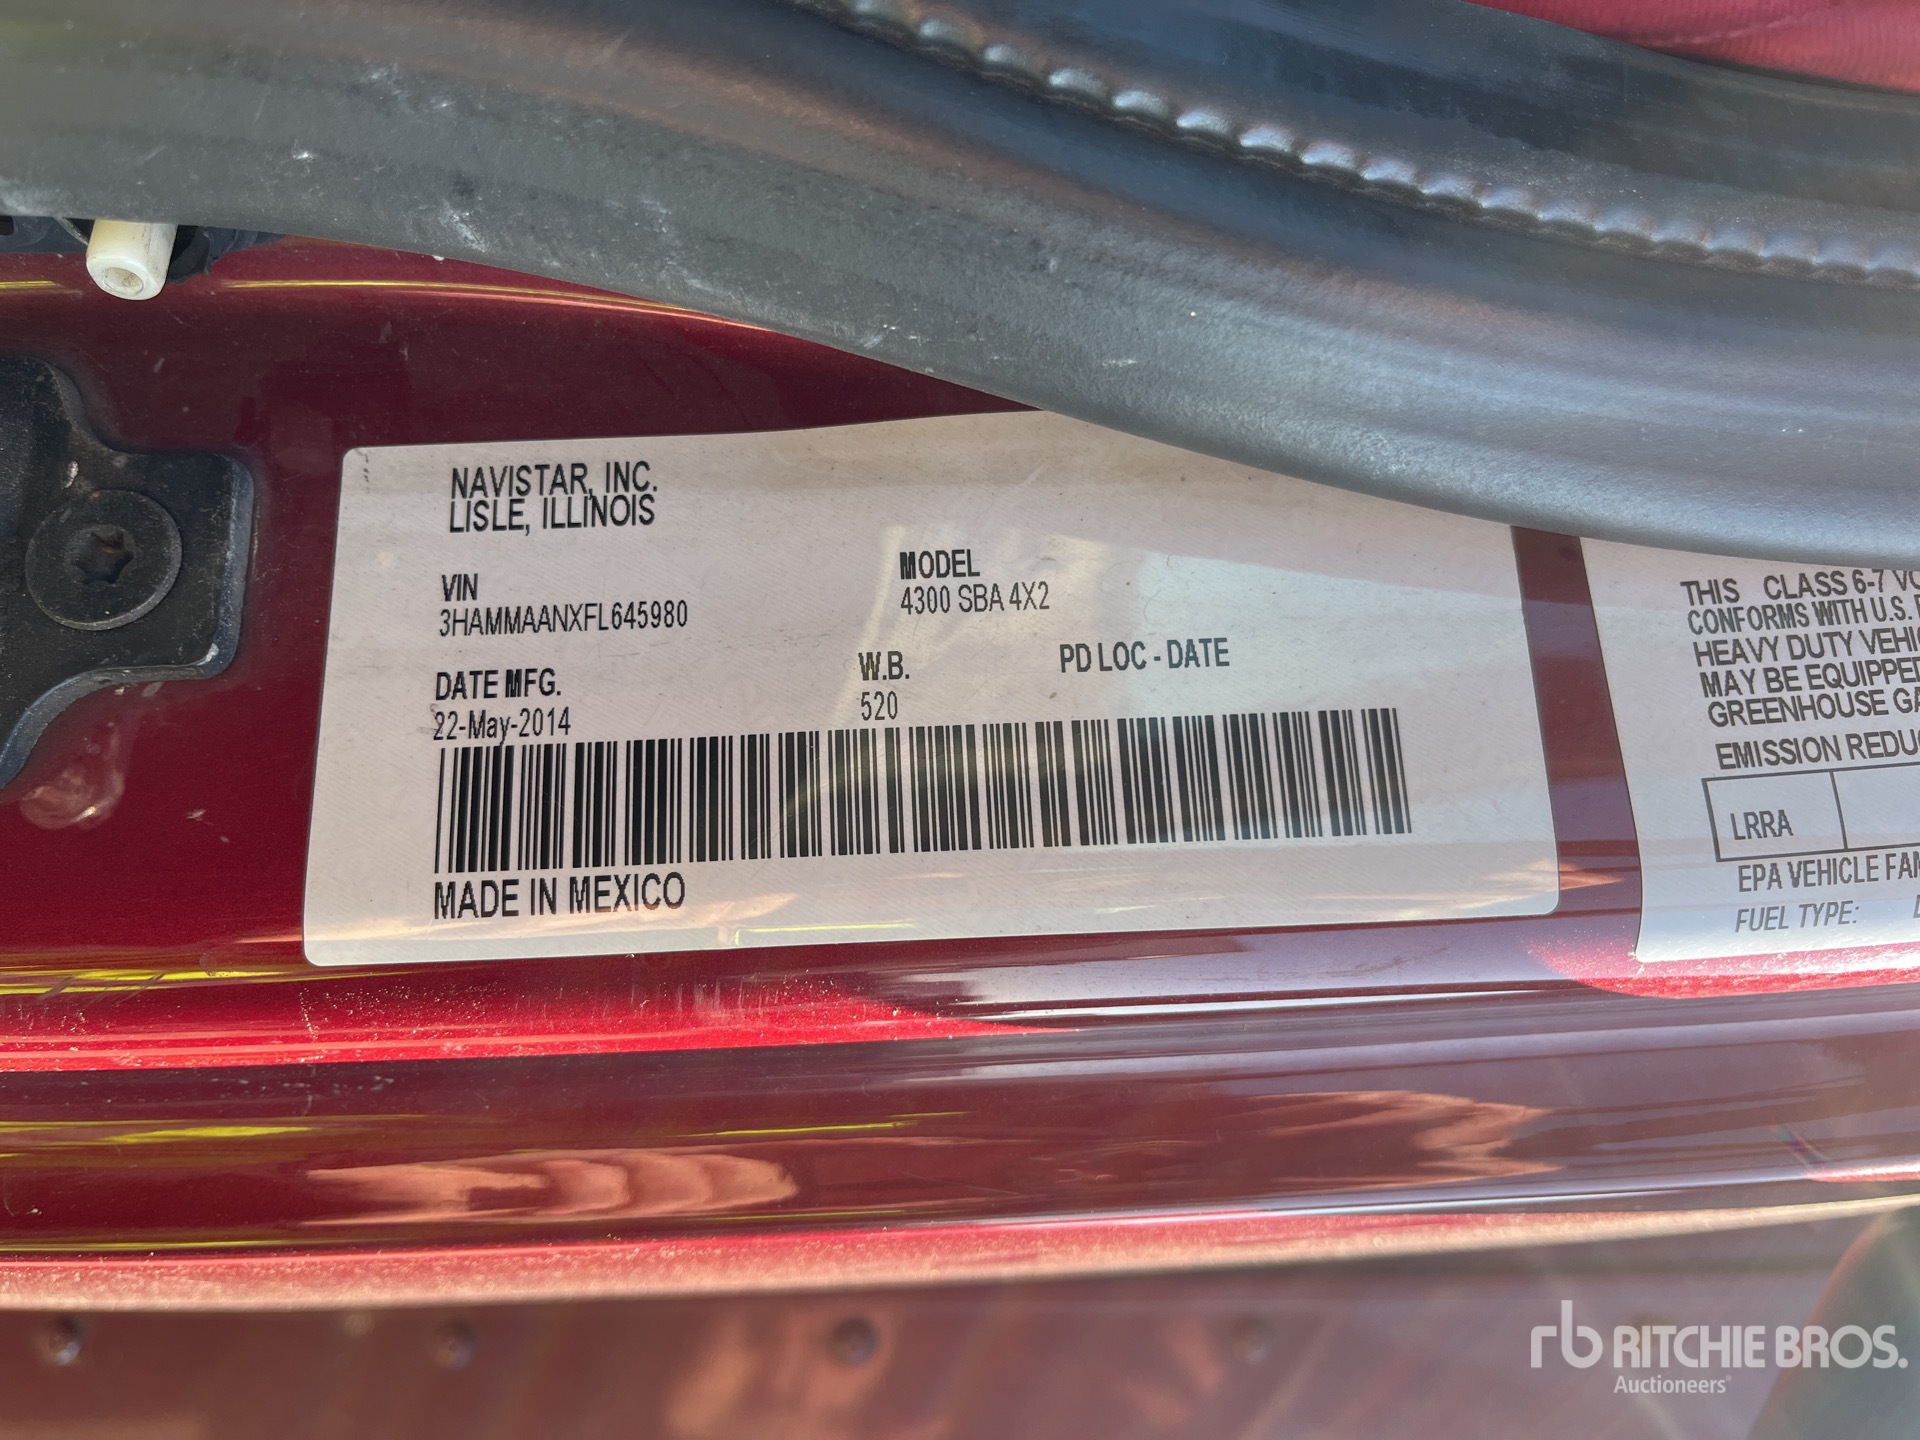 NAVISTAR, INC.
LISLE, ILLINOIS
VIN
3HAMMAANXFL645980
MODEL
4300 SBA 4X2
DATE MFG.
22-May-2014
W.B.
520
PD LOC - DATE
MADE IN MEXICO
THIS CLASS 6-7
CONFORMS WITH U.S.
HEAVY DUTY
MAY BE EQUIPPED
GREENHOUSE
EMISSION
LRRA
EPA VEHICLE
FUEL TYPE:
rb RITCHIE BROS.
Auctioneers